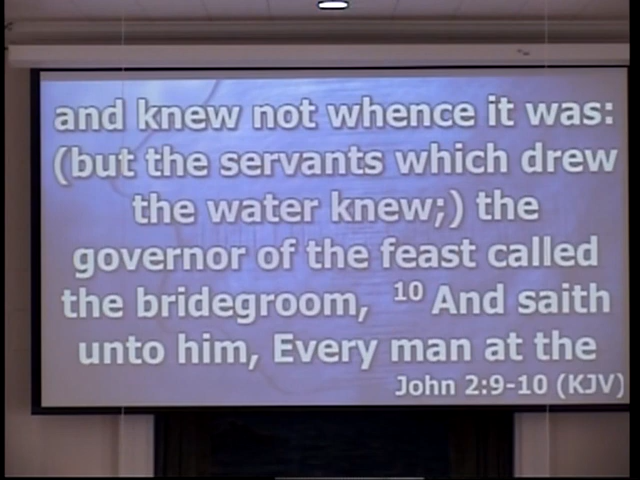 and knew not whence it was:
(but the servants which drew
the water knew;) the
governor of the feast called
the bridegroom, 10 And saith
unto him, Every man at the
John 2:9-10 (KJV)